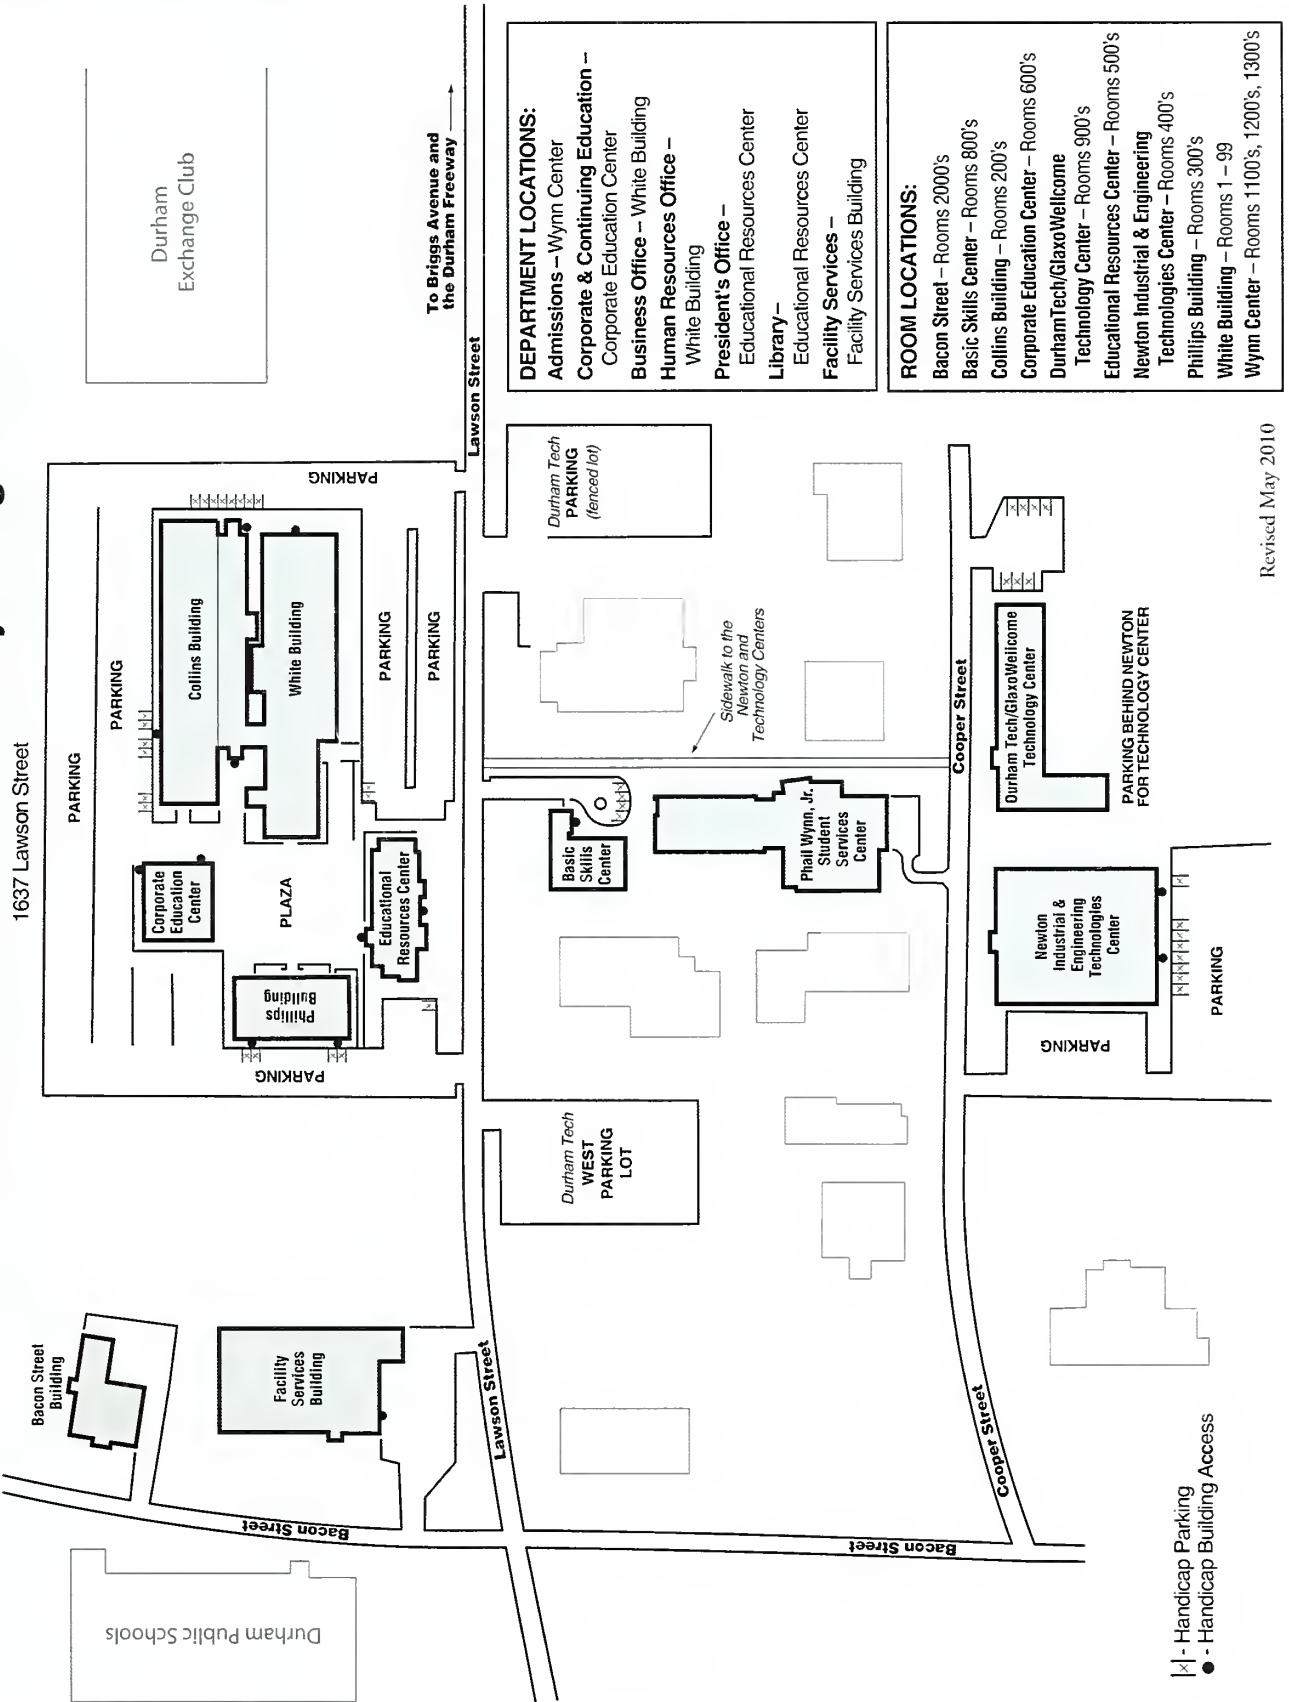 1637 Lawson Street
Durham
Exchange Club
To Briggs Avenue and
the Durham Freeway
Lawson Street
PARKING
PARKING
PARKING
Collins Building
White Building
PARKING
PARKING
Corporate
Education
Center
PLAZA
Educational
Resources Center
Phillips
Building
PARKING
Bacon Street
Building
Facility
Services
Building
Lawson Street
Bacon Street
Durham Public Schools
Durham Tech
PARKING
(fenced lot)
Sidewalk to the
Newton and
Technology Centers
Basic
Skills
Center
Phail Wynn, Jr.
Student
Services
Center
Durham Tech
WEST
PARKING
LOT
Cooper Street
Durham Tech/GlaxoWellcome
Technology Center
PARKING BEHIND NEWTON
FOR TECHNOLOGY CENTER
Newton
Industrial &
Engineering
Technologies
Center
PARKING
PARKING
Cooper Street
Bacon Street
|x| - Handicap Parking
● - Handicap Building Access
DEPARTMENT LOCATIONS:
Admissions – Wynn Center
Corporate & Continuing Education –
Corporate Education Center
Business Office – White Building
Human Resources Office –
White Building
President's Office –
Educational Resources Center
Library–
Educational Resources Center
Facility Services –
Facility Services Building
ROOM LOCATIONS:
Bacon Street – Rooms 2000's
Basic Skills Center – Rooms 800's
Collins Building – Rooms 200's
Corporate Education Center – Rooms 600's
DurhamTech/GlaxoWellcome
Technology Center – Rooms 900's
Educational Resources Center – Rooms 500's
Newton Industrial & Engineering
Technologies Center – Rooms 400's
Phillips Building – Rooms 300's
White Building – Rooms 1 – 99
Wynn Center – Rooms 1100's, 1200's, 1300's
Revised May 2010